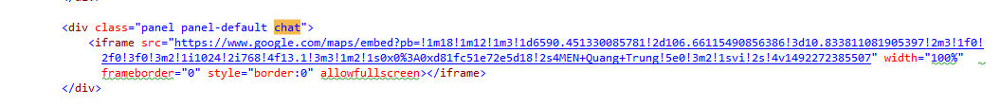 <div class="panel panel-default chat">
<iframe src="https://www.google.com/maps/embed?pb=!1m18!1m12!1m3!1d6590.451330085781!2d106.66115490856386!3d10.833811081905397!2m3!1f0!
2f0!3f0!3m2!1i1024!2i768!4f13.1!3m3!1m2!1s0x0%3A0xd81fc51e72e5d18!2s4MEN+Quang+Trung!5e0!3m2!1svi!2s!4v1492272385507" width="100%"
frameborder="0" style="border:0" allowfullscreen></iframe>
</div>